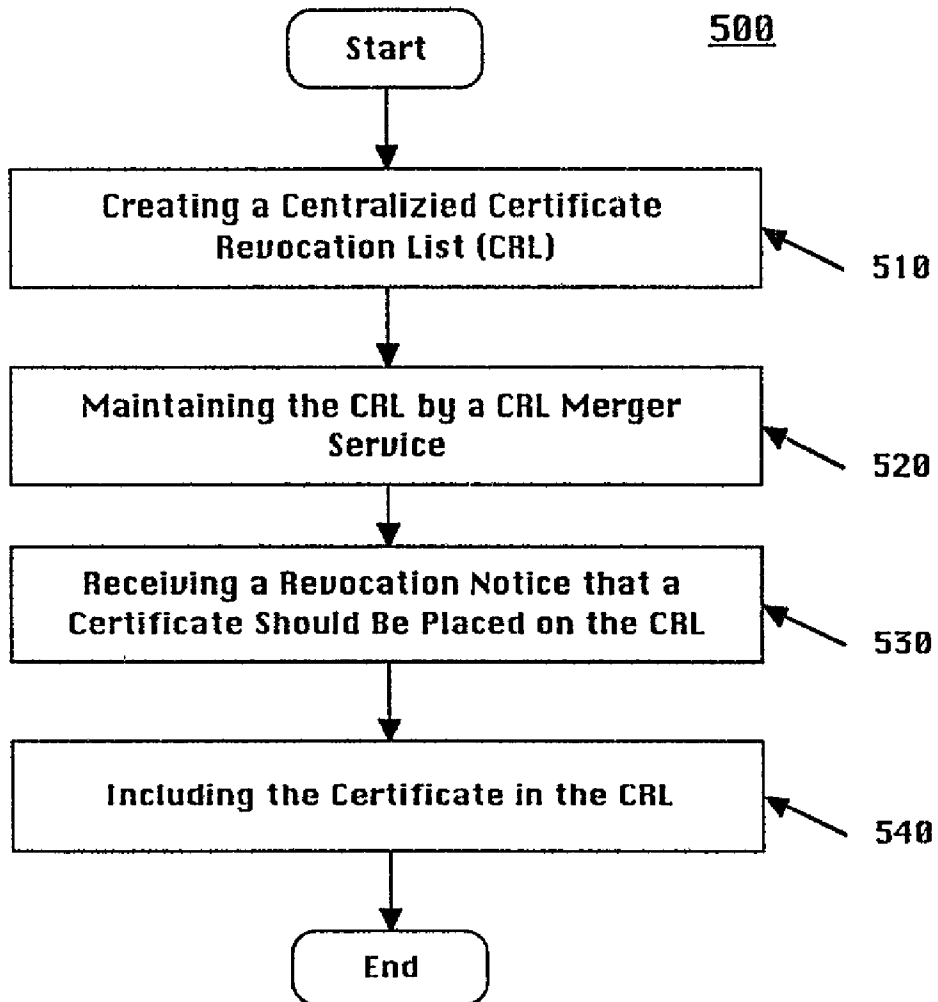 500
Start
Creating a Centralizied Certificate
Revocation List (CRL)
510
Maintaining the CRL by a CRL Merger
Service
520
Receiving a Revocation Notice that a
Certificate Should Be Placed on the CRL
530
Including the Certificate in the CRL
540
End